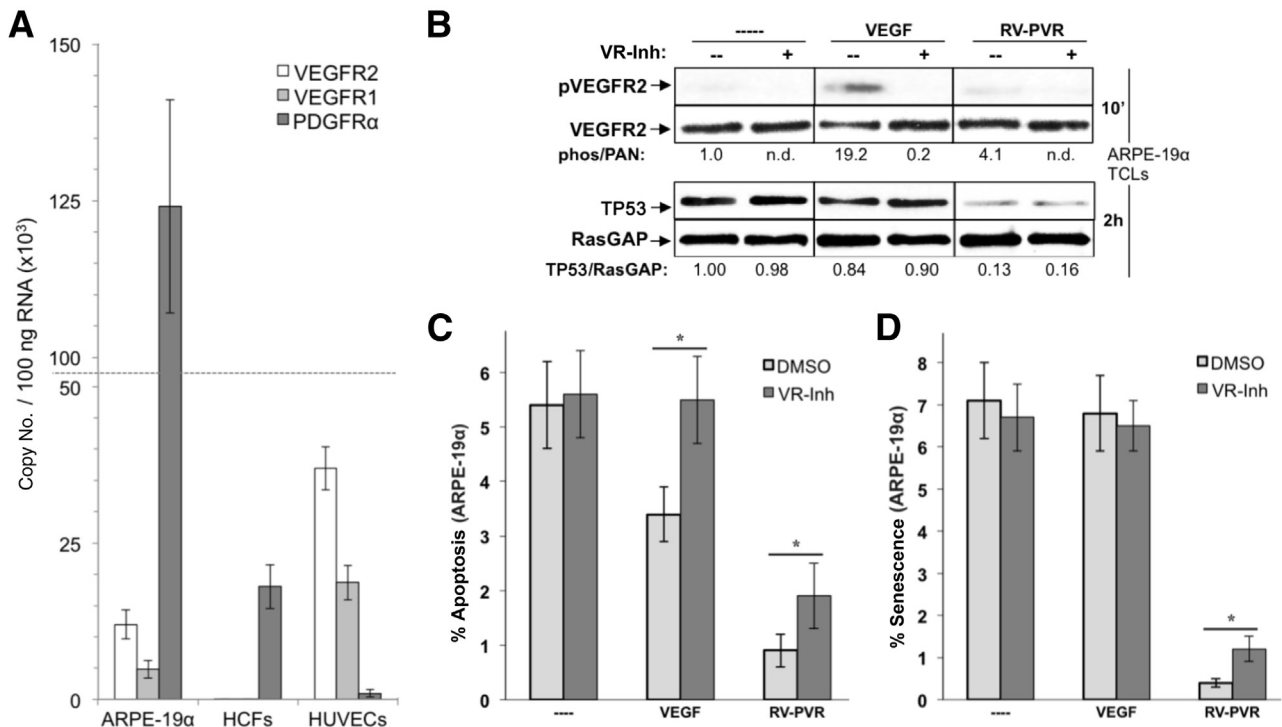 A
Copy No. / 100 ng RNA (x10³)
150
125
100
50
25
0
VEGFR2
VEGFR1
PDGFRα
ARPE-19α HCFs HUVECs
B
----- VEGF RV-PVR
VR-Inh: -- + -- + -- +
pVEGFR2
VEGFR2
10'
phos/PAN: 1.0 n.d. 19.2 0.2 4.1 n.d.
ARPE-19α
TCLs
TP53
RasGAP
2h
TP53/RasGAP: 1.00 0.98 0.84 0.90 0.13 0.16
C
% Apoptosis (ARPE-19α)
6
5
4
3
2
1
0
*
*
DMSO
VR-Inh
---- VEGF RV-PVR
D
% Senescence (ARPE-19α)
8
7
6
5
4
3
2
1
0
*
DMSO
VR-Inh
---- VEGF RV-PVR